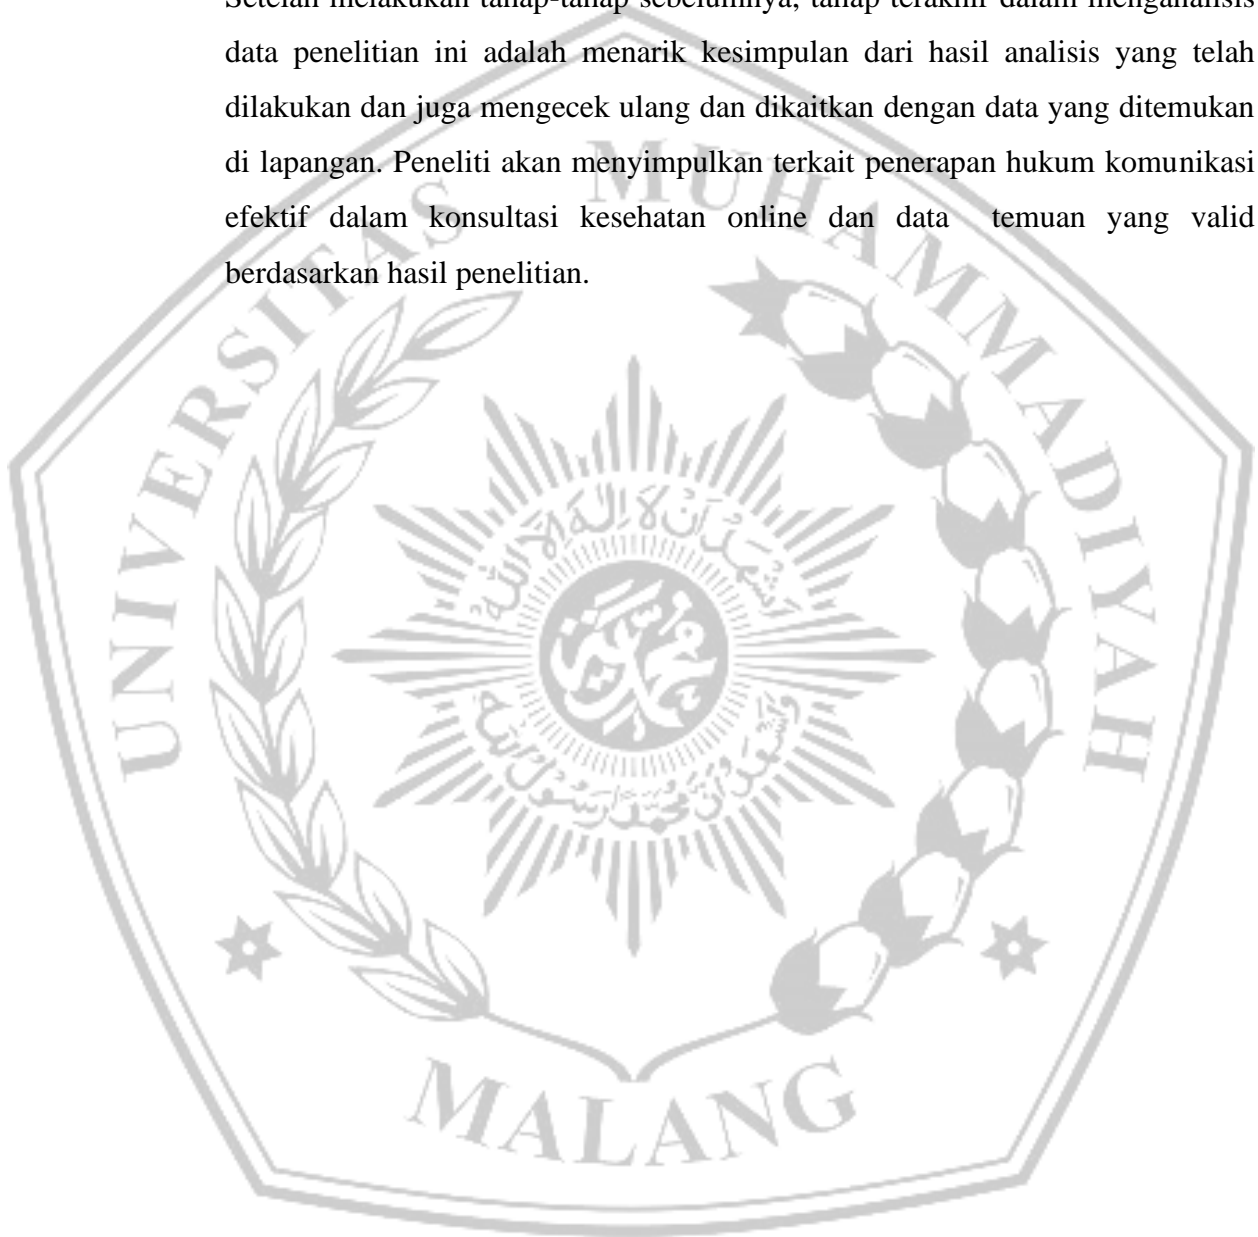 Setelah melakukan tahap-tahap sebelumnya, tahap terakhir dalam menganalisis
data penelitian ini adalah menarik kesimpulan dari hasil analisis yang telah
dilakukan dan juga mengecek ulang dan dikaitkan dengan data yang ditemukan
di lapangan. Peneliti akan menyimpulkan terkait penerapan hukum komunikasi
efektif dalam konsultasi kesehatan online dan data temuan yang valid
berdasarkan hasil penelitian.
UNIVERSITAS MUHAMMADIYAH
MALANG